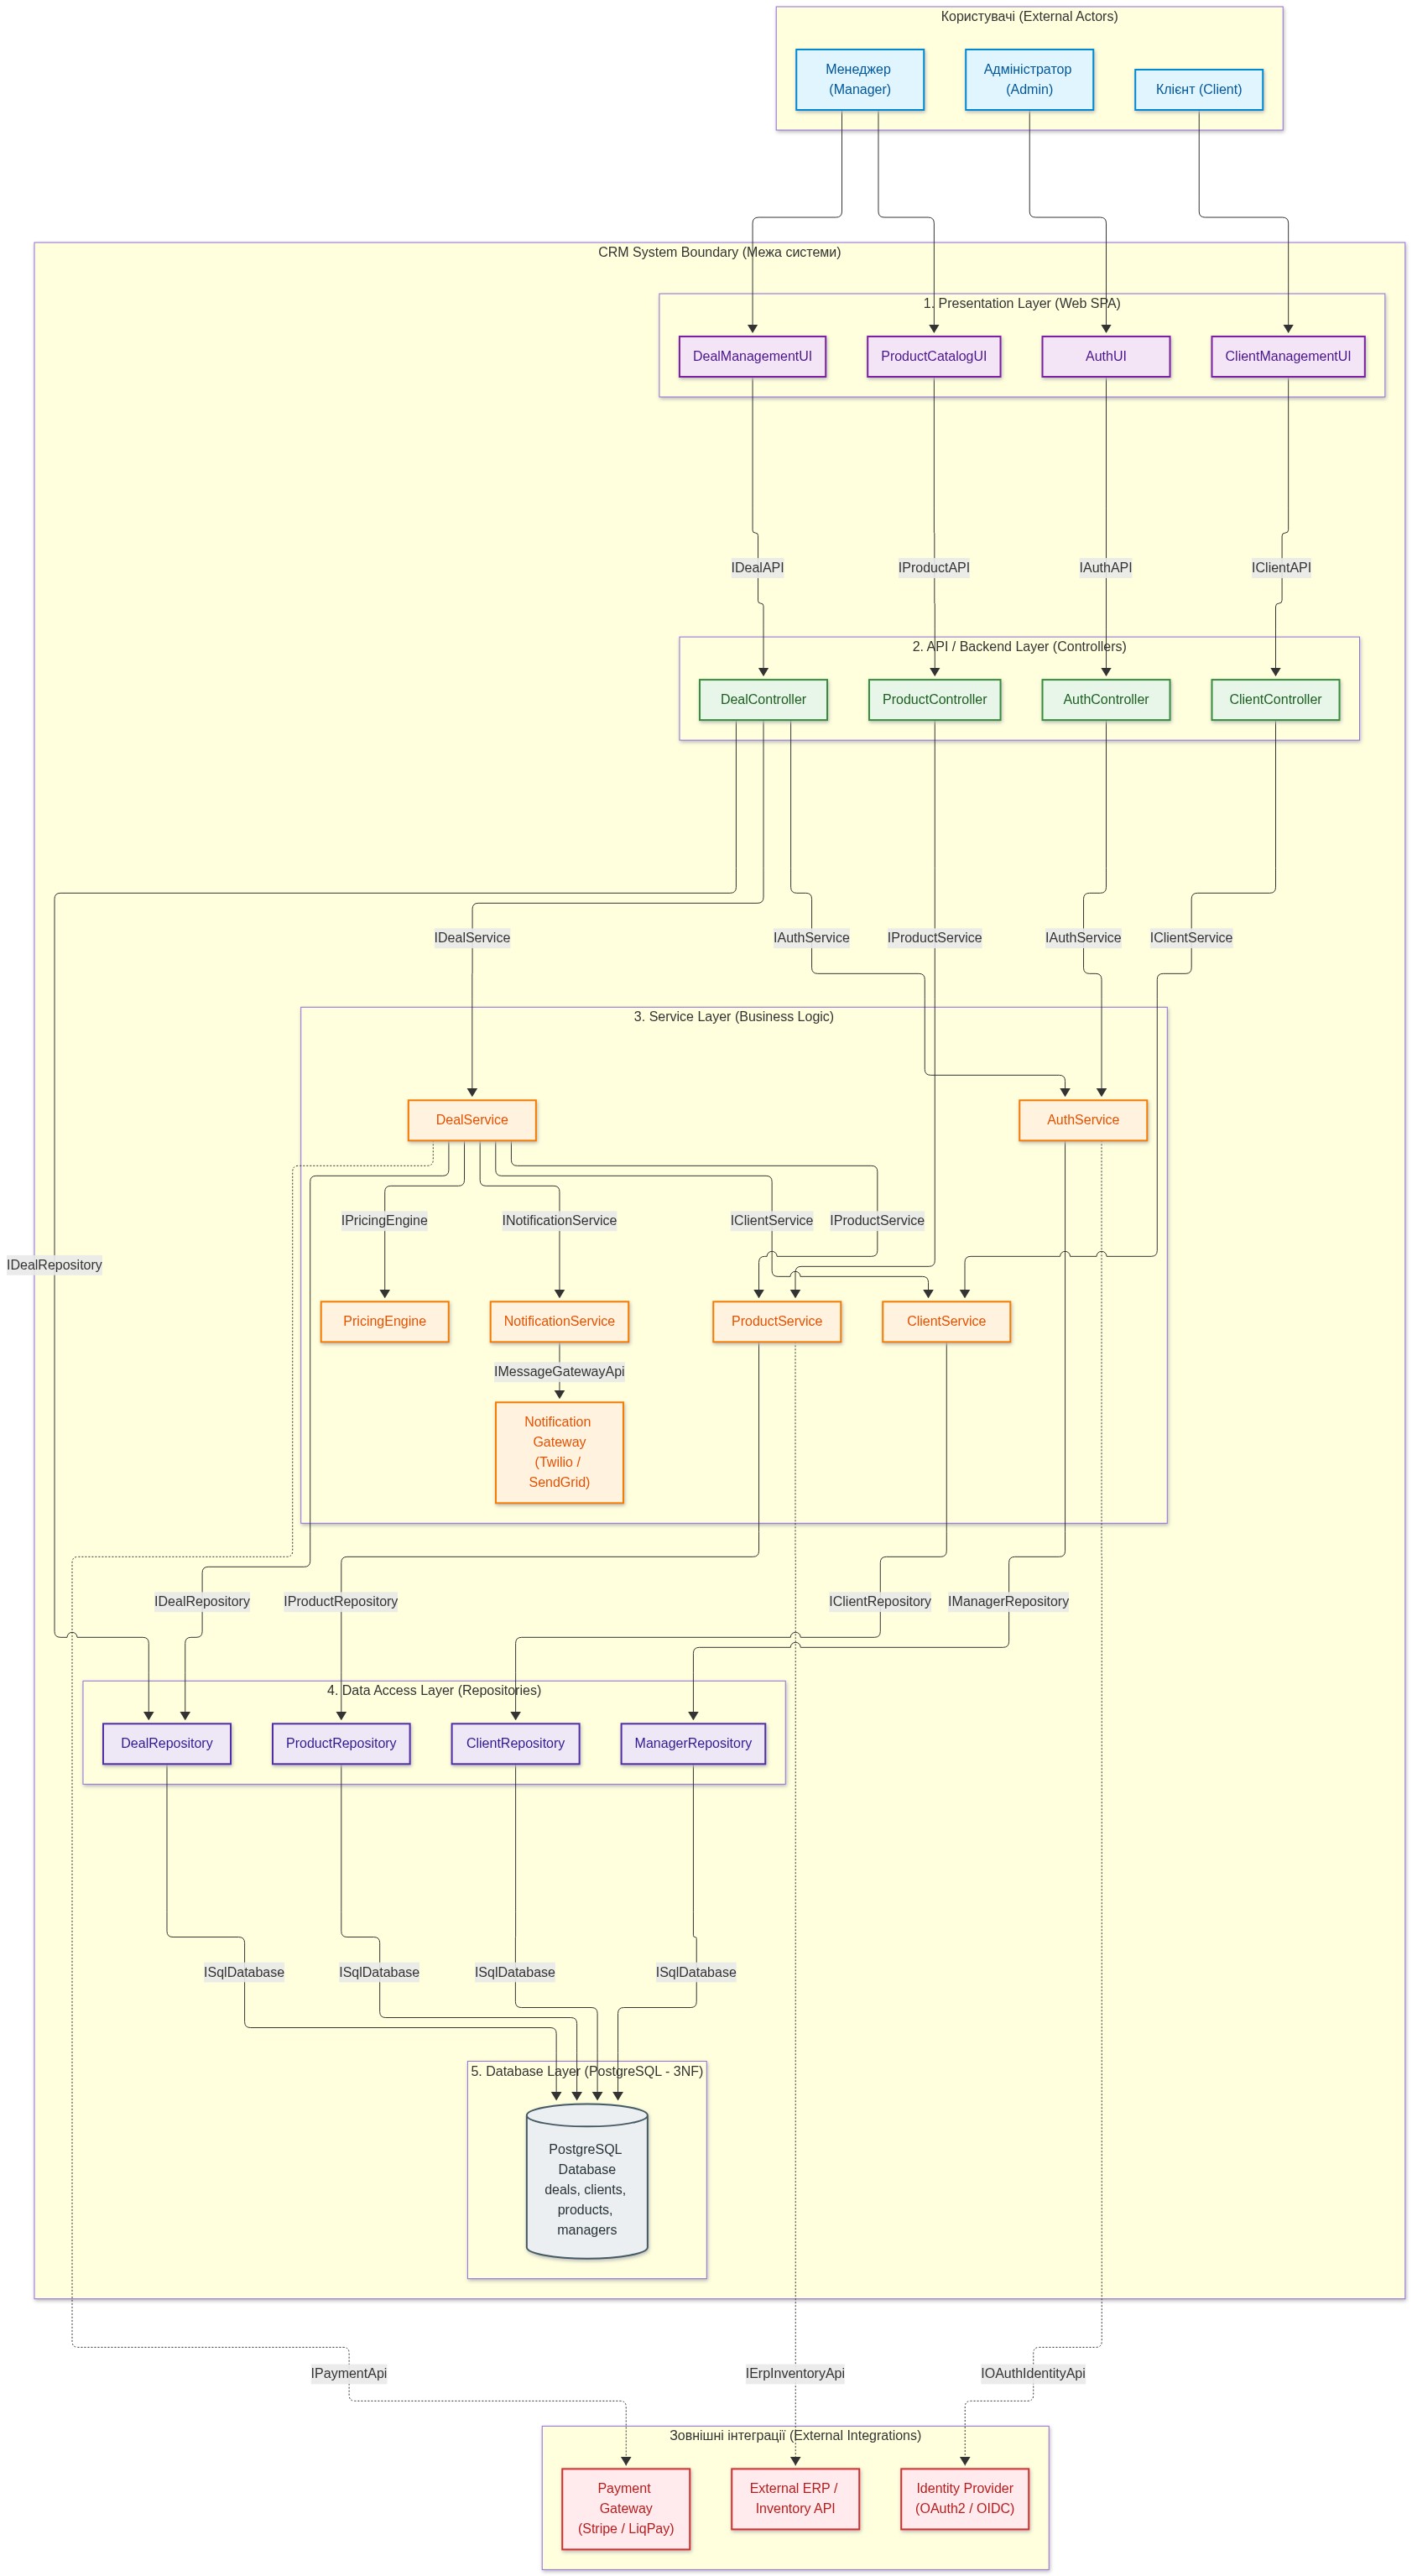 Користувачі (External Actors)
Менеджер
(Manager)
Адміністратор
(Admin)
Клієнт (Client)
CRM System Boundary (Межа системи)
1. Presentation Layer (Web SPA)
DealManagementUI
ProductCatalogUI
AuthUI
ClientManagementUI
IDealAPI
IProductAPI
IAuthAPI
IClientAPI
2. API / Backend Layer (Controllers)
DealController
ProductController
AuthController
ClientController
IDealService
IAuthService
IProductService
IAuthService
IClientService
3. Service Layer (Business Logic)
DealService
AuthService
IPricingEngine
INotificationService
IClientService
IProductService
IDealRepository
PricingEngine
NotificationService
ProductService
ClientService
IMessageGatewayApi
Notification
Gateway
(Twilio /
SendGrid)
IDealRepository
IProductRepository
IClientRepository
IManagerRepository
4. Data Access Layer (Repositories)
DealRepository
ProductRepository
ClientRepository
ManagerRepository
ISqlDatabase
ISqlDatabase
ISqlDatabase
ISqlDatabase
5. Database Layer (PostgreSQL - 3NF)
PostgreSQL
Database
deals, clients,
products,
managers
IPaymentApi
IErpInventoryApi
IOAuthIdentityApi
Зовнішні інтеграції (External Integrations)
Payment
Gateway
(Stripe / LiqPay)
External ERP /
Inventory API
Identity Provider
(OAuth2 / OIDC)